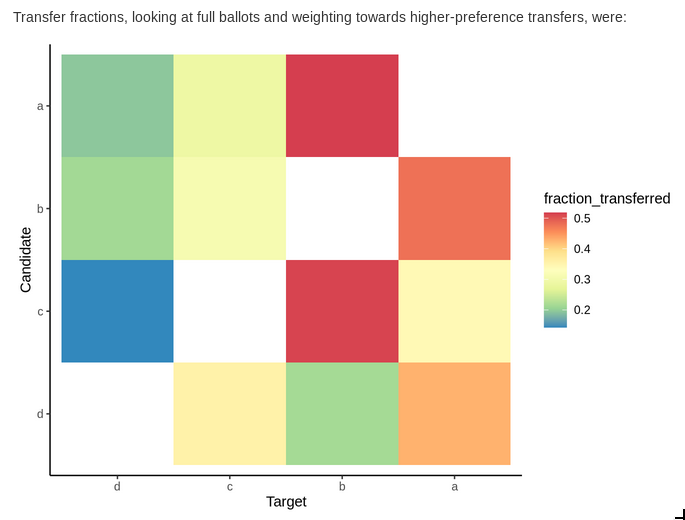 Transfer fractions, looking at full ballots and weighting towards higher-preference transfers, were:
a
b
c
d
Candidate
d c b a
Target
fraction_transferred
0.5
0.4
0.3
0.2